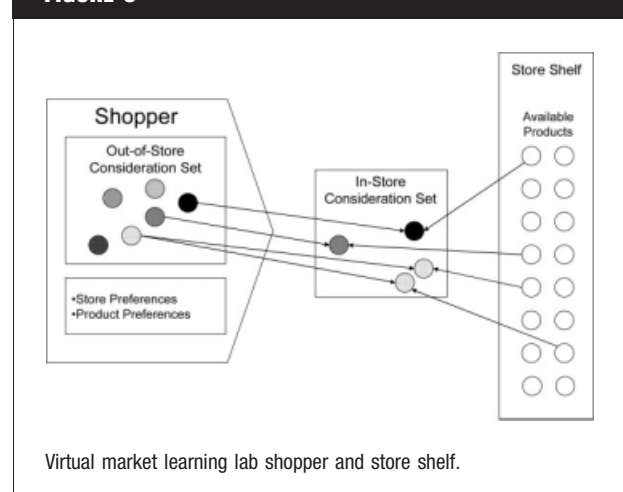 Shopper
Out-of-Store
Consideration Set
•Store Preferences
•Product Preferences
In-Store
Consideration Set
Store Shelf
Available
Products
Virtual market learning lab shopper and store shelf.